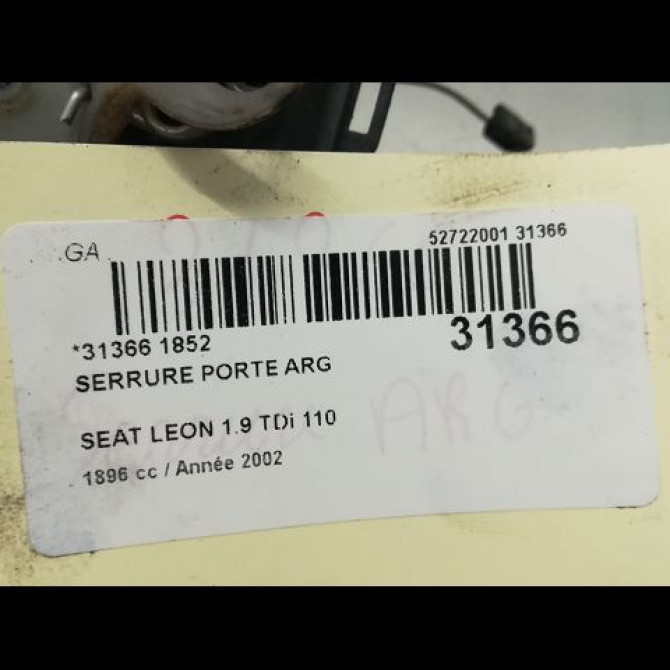 .GA
52722001 31366
*31366 1852
31366
SERRURE PORTE ARG
SEAT LEON 1.9 TDi 110
1896 cc / Année 2002
ARG